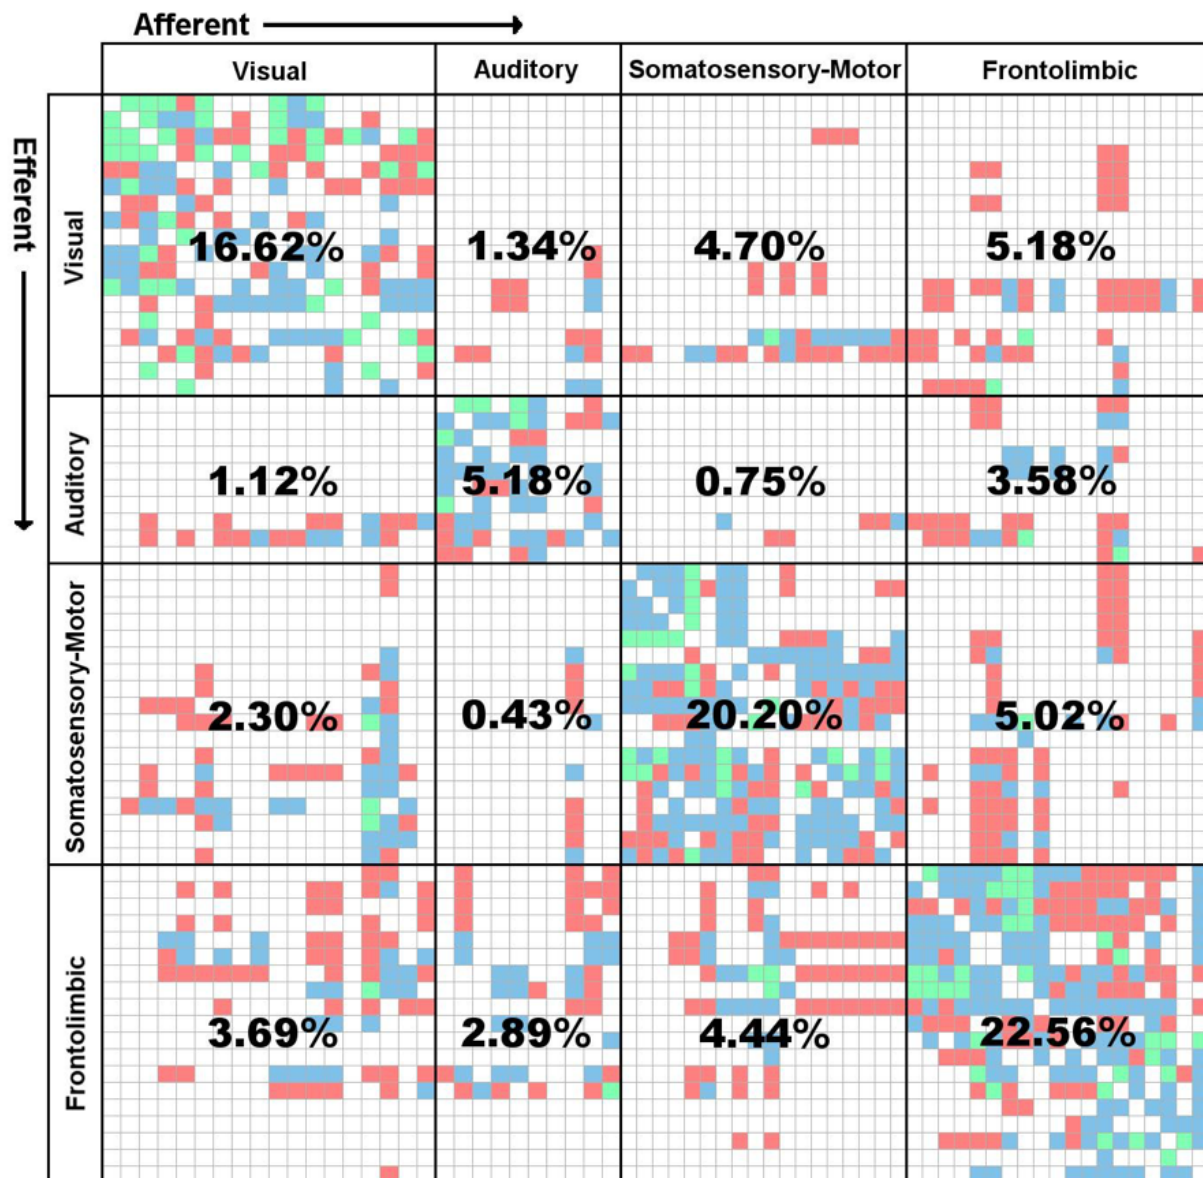 Afferent
Visual Auditory Somatosensory-Motor Frontolimbic
Efferent
Visual
16.62% 1.34% 4.70% 5.18%
Auditory
1.12% 5.18% 0.75% 3.58%
Somatosensory-Motor
2.30% 0.43% 20.20% 5.02%
Frontolimbic
3.69% 2.89% 4.44% 22.56%